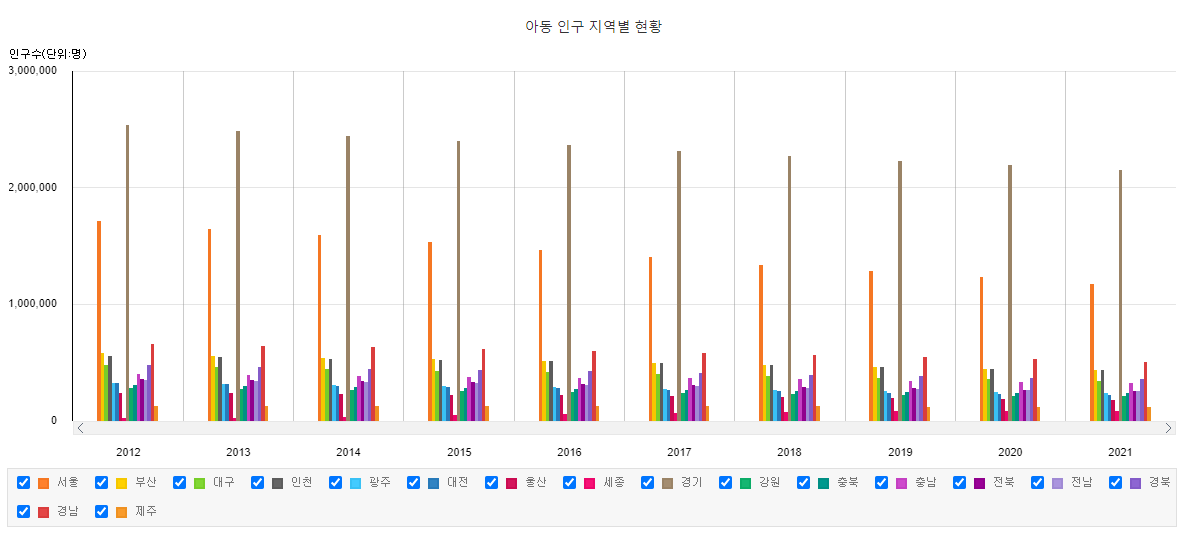 아동 인구 지역별 현황
인구수(단위:명)
3,000,000
2,000,000
1,000,000
0
2012 2013 2014 2015 2016 2017 2018 2019 2020 2021
서울 부산 대구 인천 광주 대전 울산 세종 경기 강원 충북 충남 전북 전남 경북
경남 제주